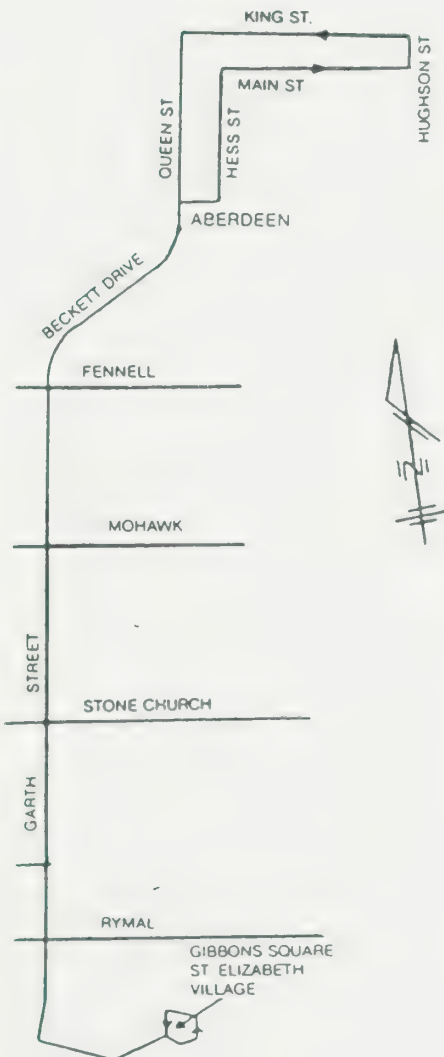 KING ST.
MAIN ST
HUGHSON ST
QUEEN ST
HESS ST
ABERDEEN
BECKETT DRIVE
FENNELL
MOHAWK
STREET
STONE CHURCH
GARTH
RYMAL
GIBBONS SQUARE
ST ELIZABETH
VILLAGE
N